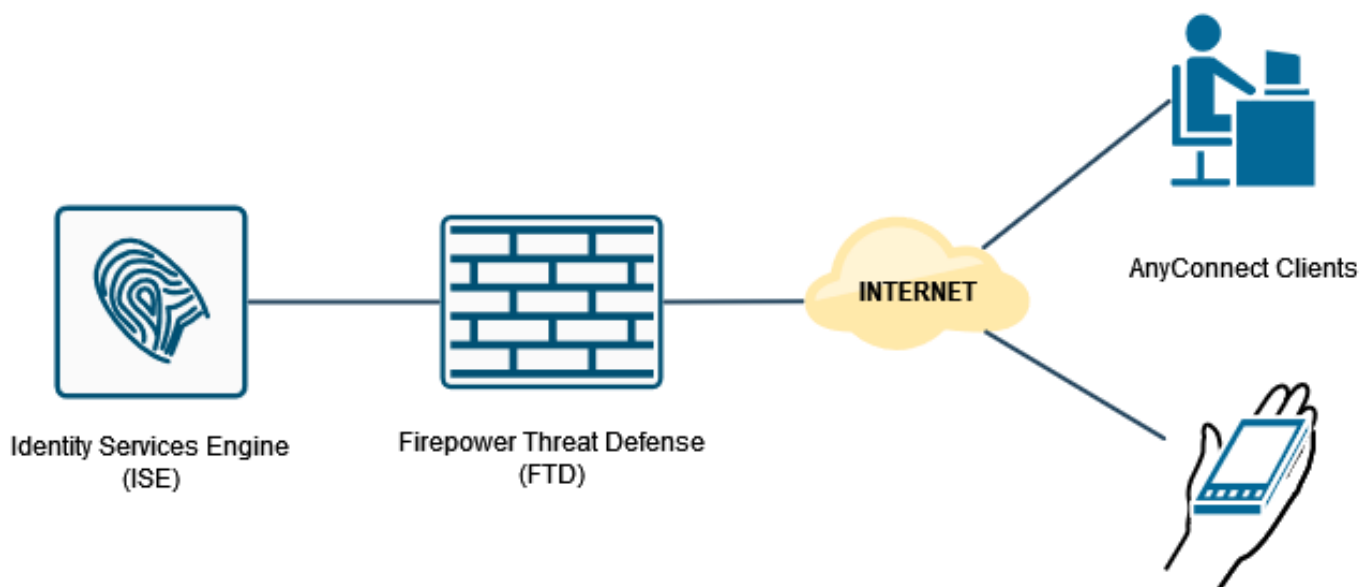 Identity Services Engine
(ISE)
Firepower Threat Defense
(FTD)
INTERNET
AnyConnect Clients